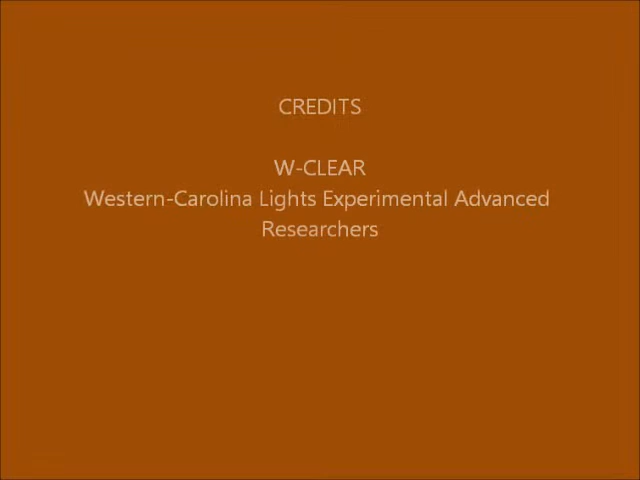 CREDITS
W-CLEAR
Western-Carolina Lights Experimental Advanced
Researchers